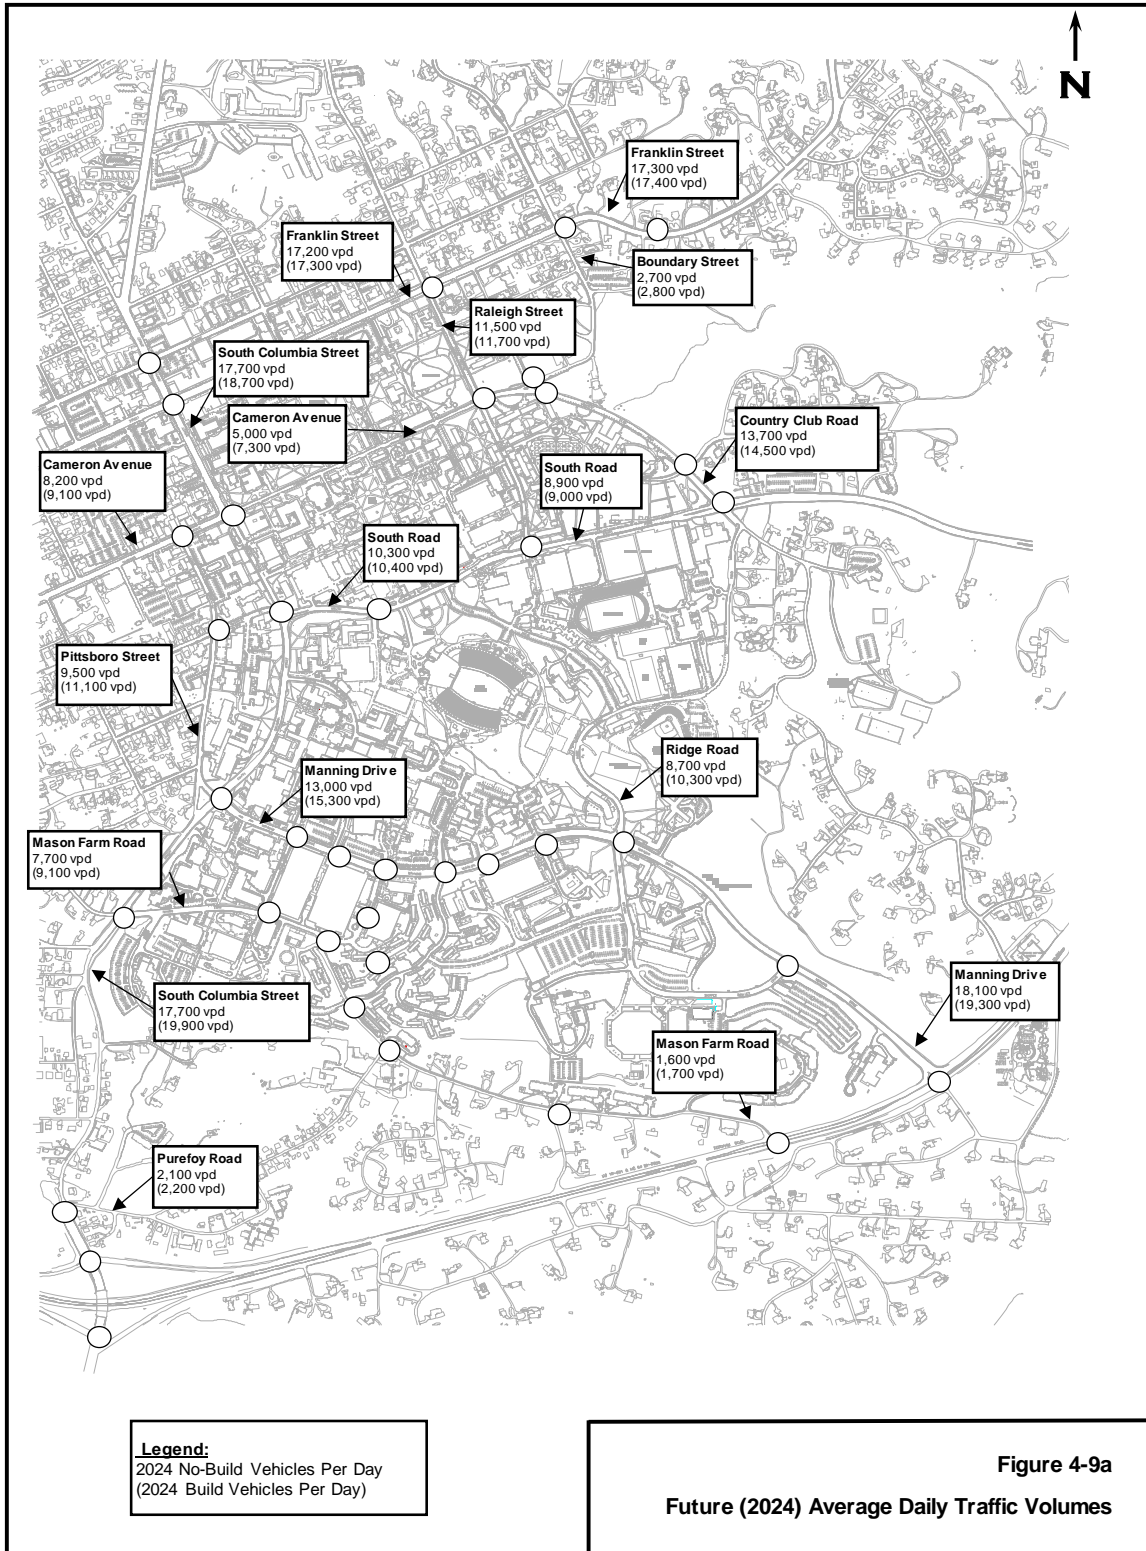 N
Franklin Street
17,300 vpd
(17,400 vpd)
Franklin Street
17,200 vpd
(17,300 vpd)
Boundary Street
2,700 vpd
(2,800 vpd)
Raleigh Street
11,500 vpd
(11,700 vpd)
South Columbia Street
17,700 vpd
(18,700 vpd)
Cameron Avenue
5,000 vpd
(7,300 vpd)
Country Club Road
13,700 vpd
(14,500 vpd)
Cameron Avenue
8,200 vpd
(9,100 vpd)
South Road
8,900 vpd
(9,000 vpd)
South Road
10,300 vpd
(10,400 vpd)
Pittsboro Street
9,500 vpd
(11,100 vpd)
Ridge Road
8,700 vpd
(10,300 vpd)
Manning Drive
13,000 vpd
(15,300 vpd)
Mason Farm Road
7,700 vpd
(9,100 vpd)
Manning Drive
18,100 vpd
(19,300 vpd)
South Columbia Street
17,700 vpd
(19,900 vpd)
Mason Farm Road
1,600 vpd
(1,700 vpd)
Purefoy Road
2,100 vpd
(2,200 vpd)
Legend:
2024 No-Build Vehicles Per Day
(2024 Build Vehicles Per Day)
Figure 4-9a
Future (2024) Average Daily Traffic Volumes